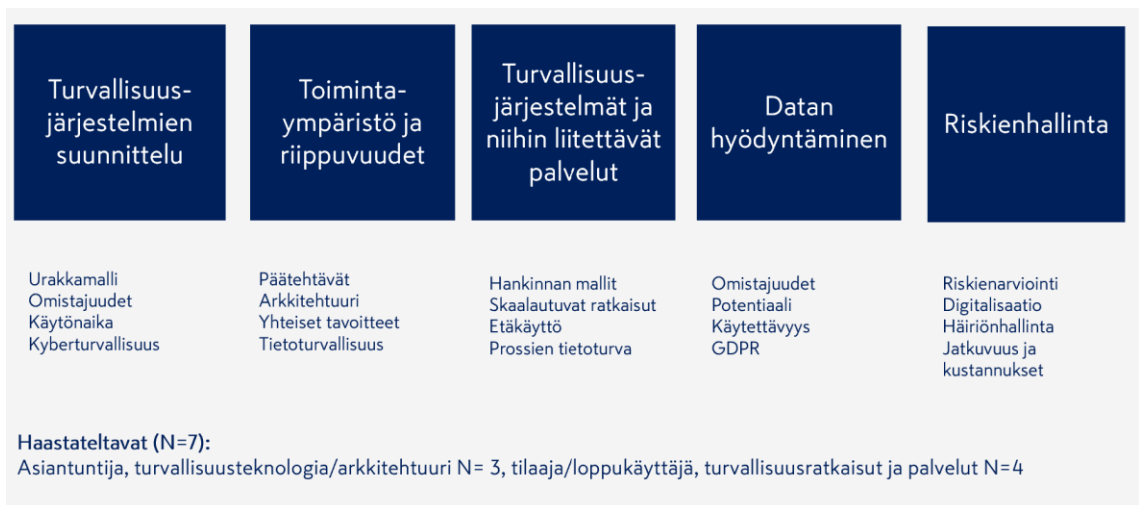 Turvallisuus-
järjestelmien
suunnittelu
Toiminta-
ympäristö ja
riippuvuudet
Turvallisuus-
järjestelmät ja
niihin liitettävät
palvelut
Datan
hyödyntäminen
Riskienhallinta
Urakkamalli
Omistajuudet
Käytönaika
Kyberturvallisuus
Päätehtävät
Arkkitehtuuri
Yhteiset tavoitteet
Tietoturvallisuus
Hankinnan mallit
Skaalautuvat ratkaisut
Etäkäyttö
Prossien tietoturva
Omistajuudet
Potentiaali
Käytettävyys
GDPR
Riskienarviointi
Digitalisaatio
Häiriönhallinta
Jatkuvuus ja
kustannukset
Haastateltavat (N=7):
Asiantuntija, turvallisuusteknologia/arkkitehtuuri N= 3, tilaaja/loppukäyttäjä, turvallisuusratkaisut ja palvelut N=4